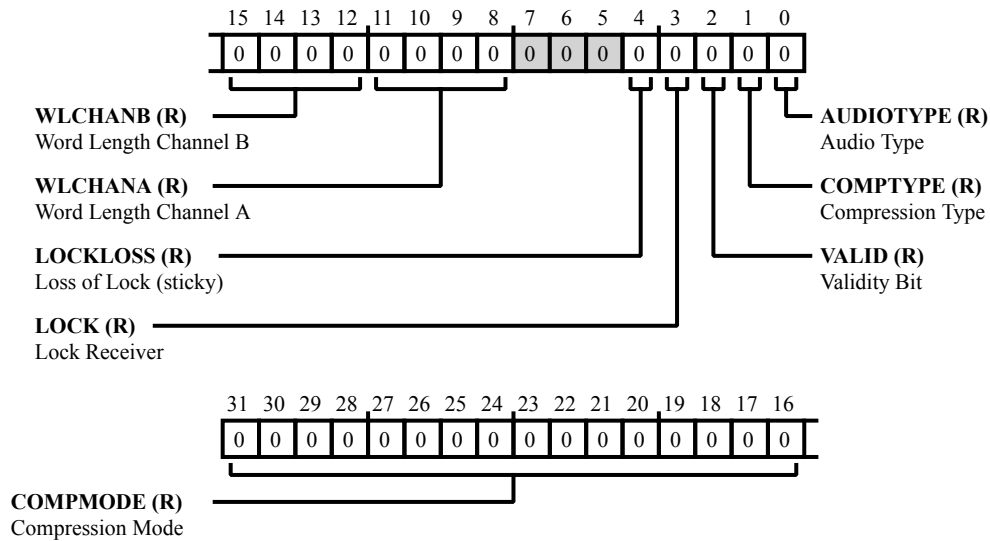 15 14 13 12 11 10 9 8 7 6 5 4 3 2 1 0
0 0 0 0 0 0 0 0 0 0 0 0 0 0 0 0
WLCHANB (R)
Word Length Channel B
AUDIOTYPE (R)
Audio Type
WLCHANA (R)
Word Length Channel A
COMPTYPE (R)
Compression Type
LOCKLOSS (R)
Loss of Lock (sticky)
VALID (R)
Validity Bit
LOCK (R)
Lock Receiver
31 30 29 28 27 26 25 24 23 22 21 20 19 18 17 16
0 0 0 0 0 0 0 0 0 0 0 0 0 0 0 0
COMPMODE (R)
Compression Mode